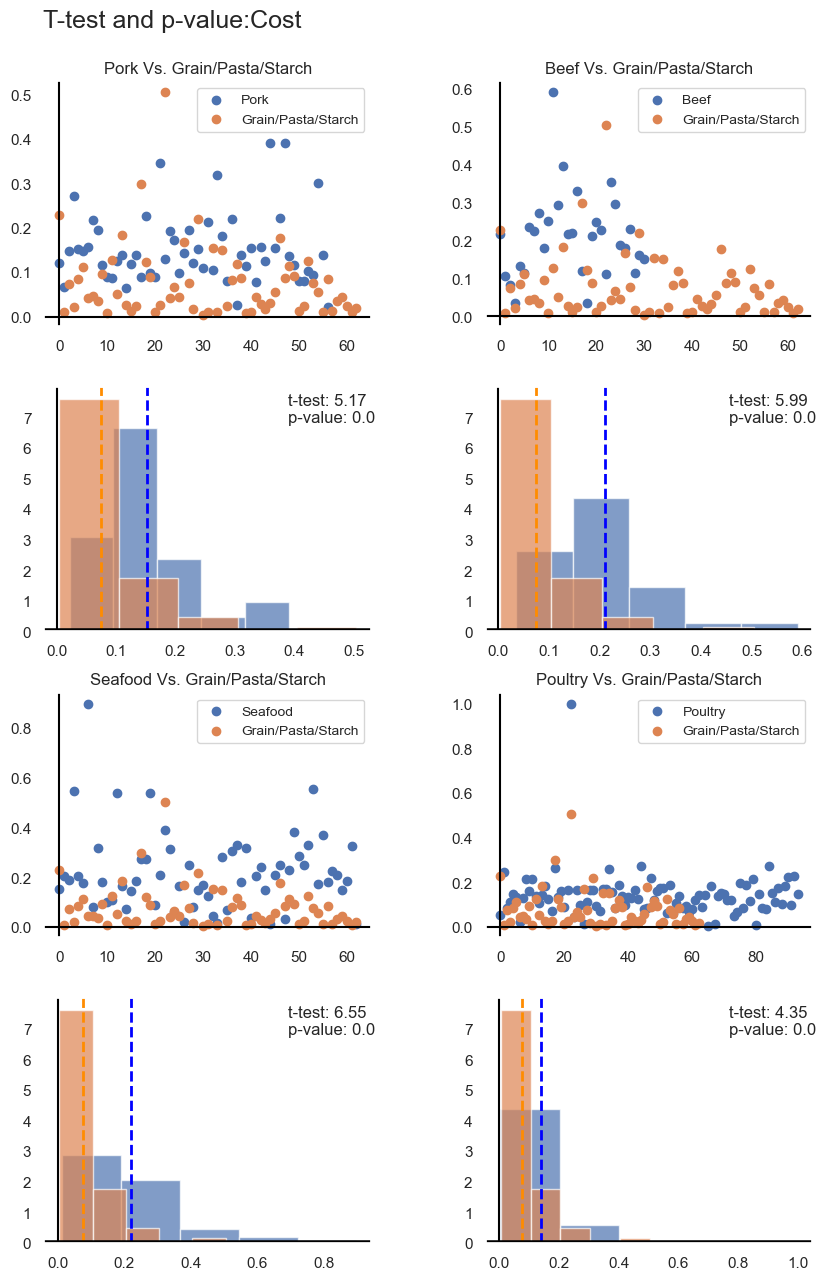 T-test and p-value:Cost
Pork Vs. Grain/Pasta/Starch
Pork
Grain/Pasta/Starch
0.5
0.4
0.3
0.2
0.1
0.0
0 10 20 30 40 50 60
Beef Vs. Grain/Pasta/Starch
Beef
Grain/Pasta/Starch
0.6
0.5
0.4
0.3
0.2
0.1
0.0
0 10 20 30 40 50 60
t-test: 5.17
p-value: 0.0
7
6
5
4
3
2
1
0
0.0 0.1 0.2 0.3 0.4 0.5
t-test: 5.99
p-value: 0.0
7
6
5
4
3
2
1
0
0.0 0.1 0.2 0.3 0.4 0.5 0.6
Seafood Vs. Grain/Pasta/Starch
Seafood
Grain/Pasta/Starch
0.8
0.6
0.4
0.2
0.0
0 10 20 30 40 50 60
Poultry Vs. Grain/Pasta/Starch
Poultry
Grain/Pasta/Starch
1.0
0.8
0.6
0.4
0.2
0.0
0 20 40 60 80
t-test: 6.55
p-value: 0.0
7
6
5
4
3
2
1
0
0.0 0.2 0.4 0.6 0.8
t-test: 4.35
p-value: 0.0
7
6
5
4
3
2
1
0
0.0 0.2 0.4 0.6 0.8 1.0